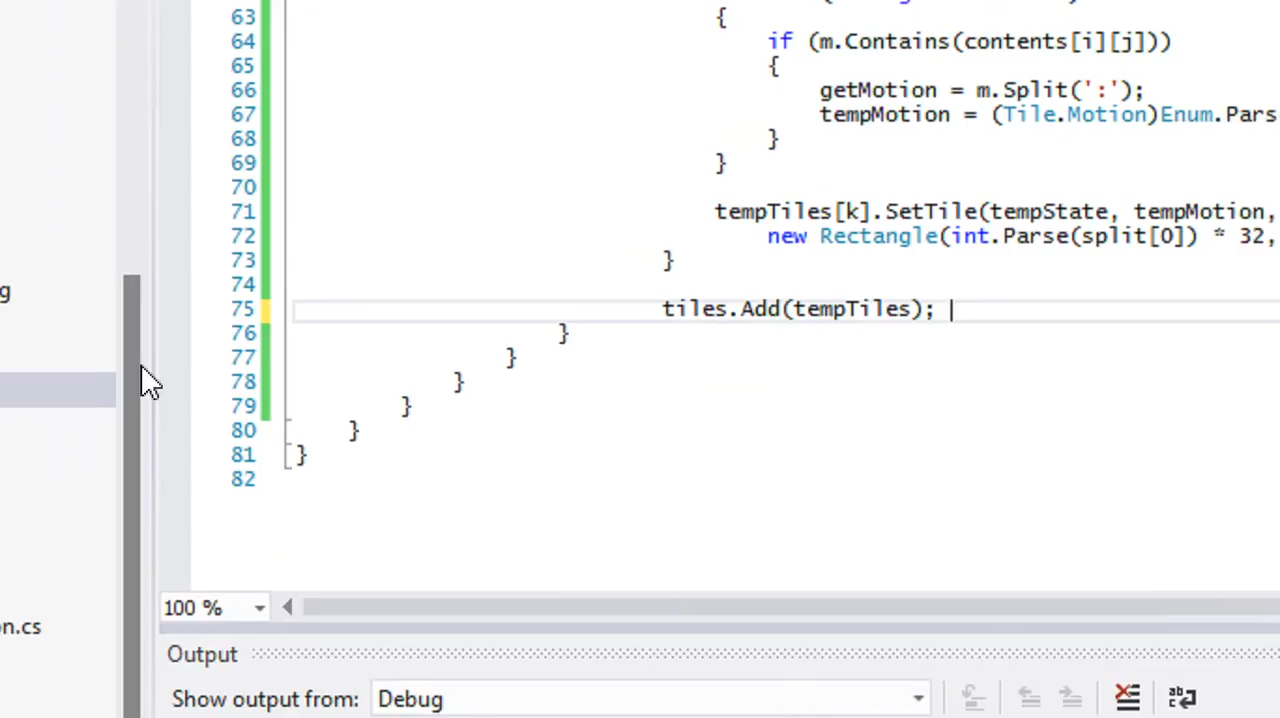 63 {
64 if (m.Contains(contents[i][j]))
65 {
66 getMotion = m.Split(':');
67 tempMotion = (Tile.Motion)Enum.Pars
68 }
69 }
70
71 tempTiles[k].SetTile(tempState, tempMotion,
72 new Rectangle(int.Parse(split[0]) * 32,
73 }
74
75 tiles.Add(tempTiles);
76 }
77 }
78 }
79 }
80 }
81 }
82
g
on.cs
100 %
Output
Show output from: Debug